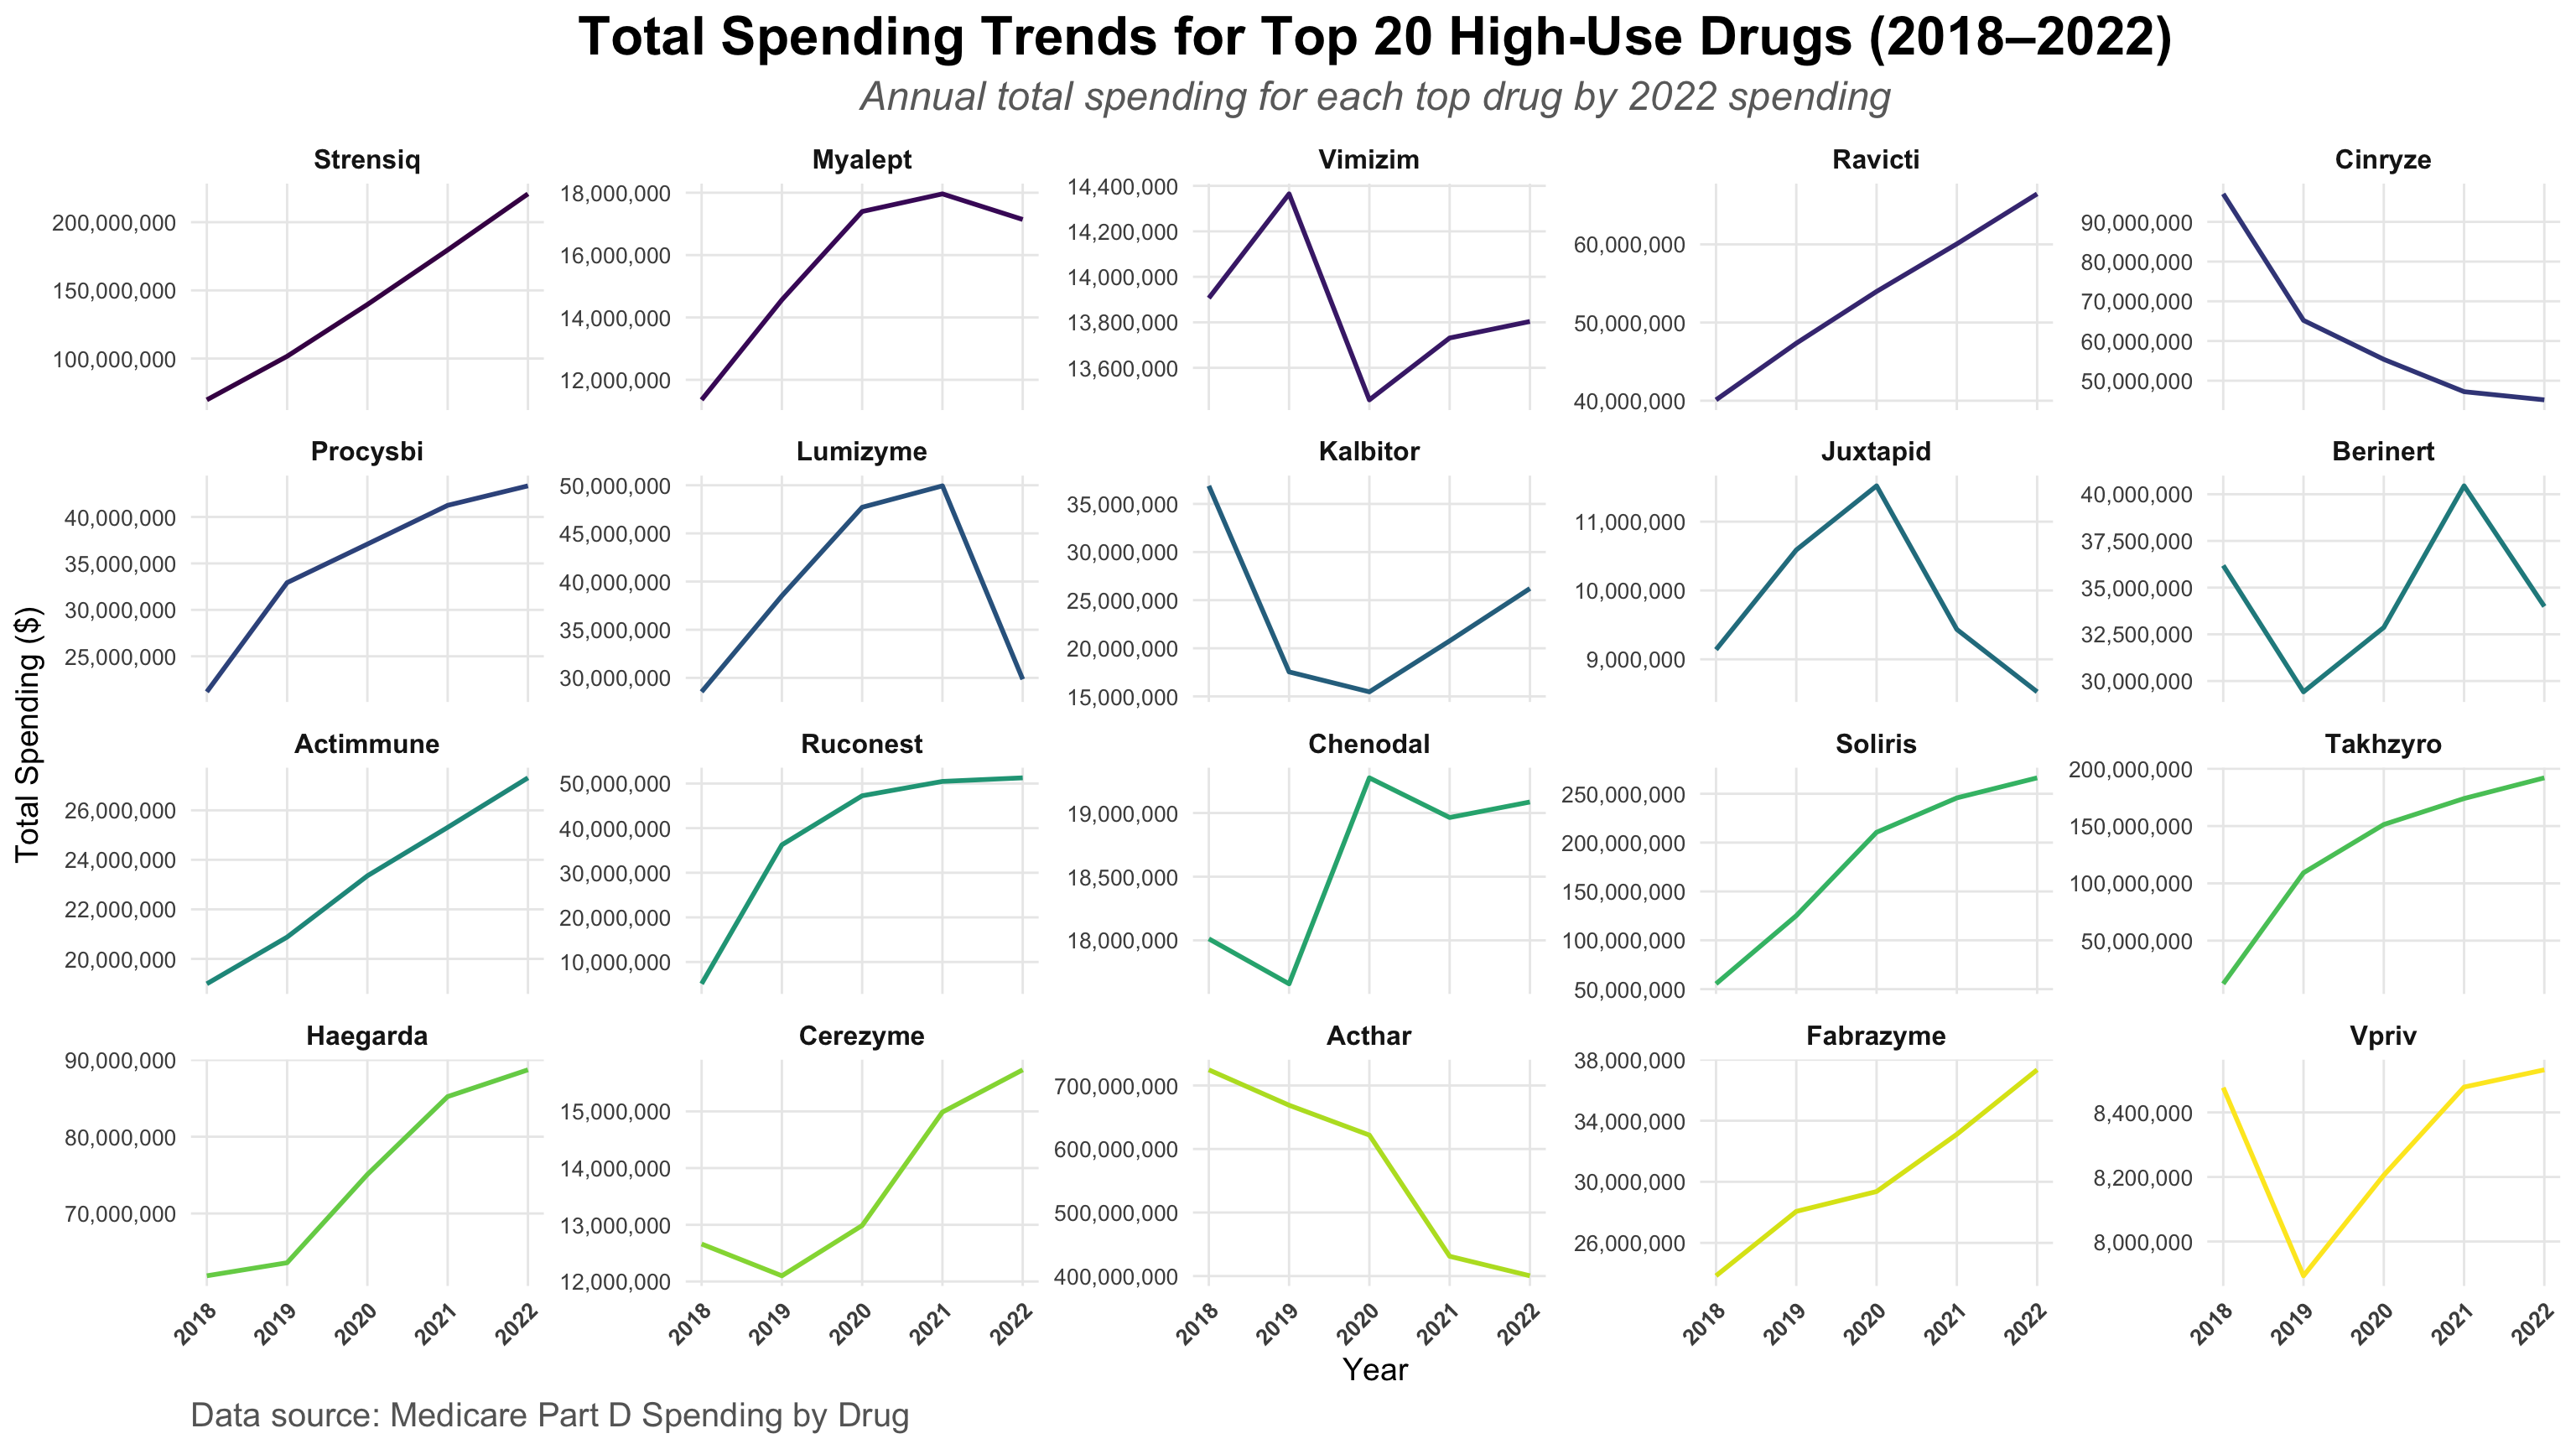 Total Spending Trends for Top 20 High-Use Drugs (2018–2022)
Annual total spending for each top drug by 2022 spending
Total Spending ($)
Strensiq
200,000,000
150,000,000
100,000,000
Myalept
18,000,000
16,000,000
14,000,000
12,000,000
Vimizim
14,400,000
14,200,000
14,000,000
13,800,000
13,600,000
Ravicti
60,000,000
50,000,000
40,000,000
Cinryze
90,000,000
80,000,000
70,000,000
60,000,000
50,000,000
Procysbi
40,000,000
35,000,000
30,000,000
25,000,000
Lumizyme
50,000,000
45,000,000
40,000,000
35,000,000
30,000,000
Kalbitor
35,000,000
30,000,000
25,000,000
20,000,000
15,000,000
Juxtapid
11,000,000
10,000,000
9,000,000
Berinert
40,000,000
37,500,000
35,000,000
32,500,000
30,000,000
Actimmune
26,000,000
24,000,000
22,000,000
20,000,000
Ruconest
50,000,000
40,000,000
30,000,000
20,000,000
10,000,000
Chenodal
19,000,000
18,500,000
18,000,000
Soliris
250,000,000
200,000,000
150,000,000
100,000,000
50,000,000
Takhzyro
200,000,000
150,000,000
100,000,000
50,000,000
Haegarda
90,000,000
80,000,000
70,000,000
2018 2019 2020 2021 2022
Cerezyme
15,000,000
14,000,000
13,000,000
12,000,000
2018 2019 2020 2021 2022
Acthar
700,000,000
600,000,000
500,000,000
400,000,000
2018 2019 2020 2021 2022
Fabrazyme
38,000,000
34,000,000
30,000,000
26,000,000
2018 2019 2020 2021 2022
Vpriv
8,400,000
8,200,000
8,000,000
2018 2019 2020 2021 2022
Year
Data source: Medicare Part D Spending by Drug